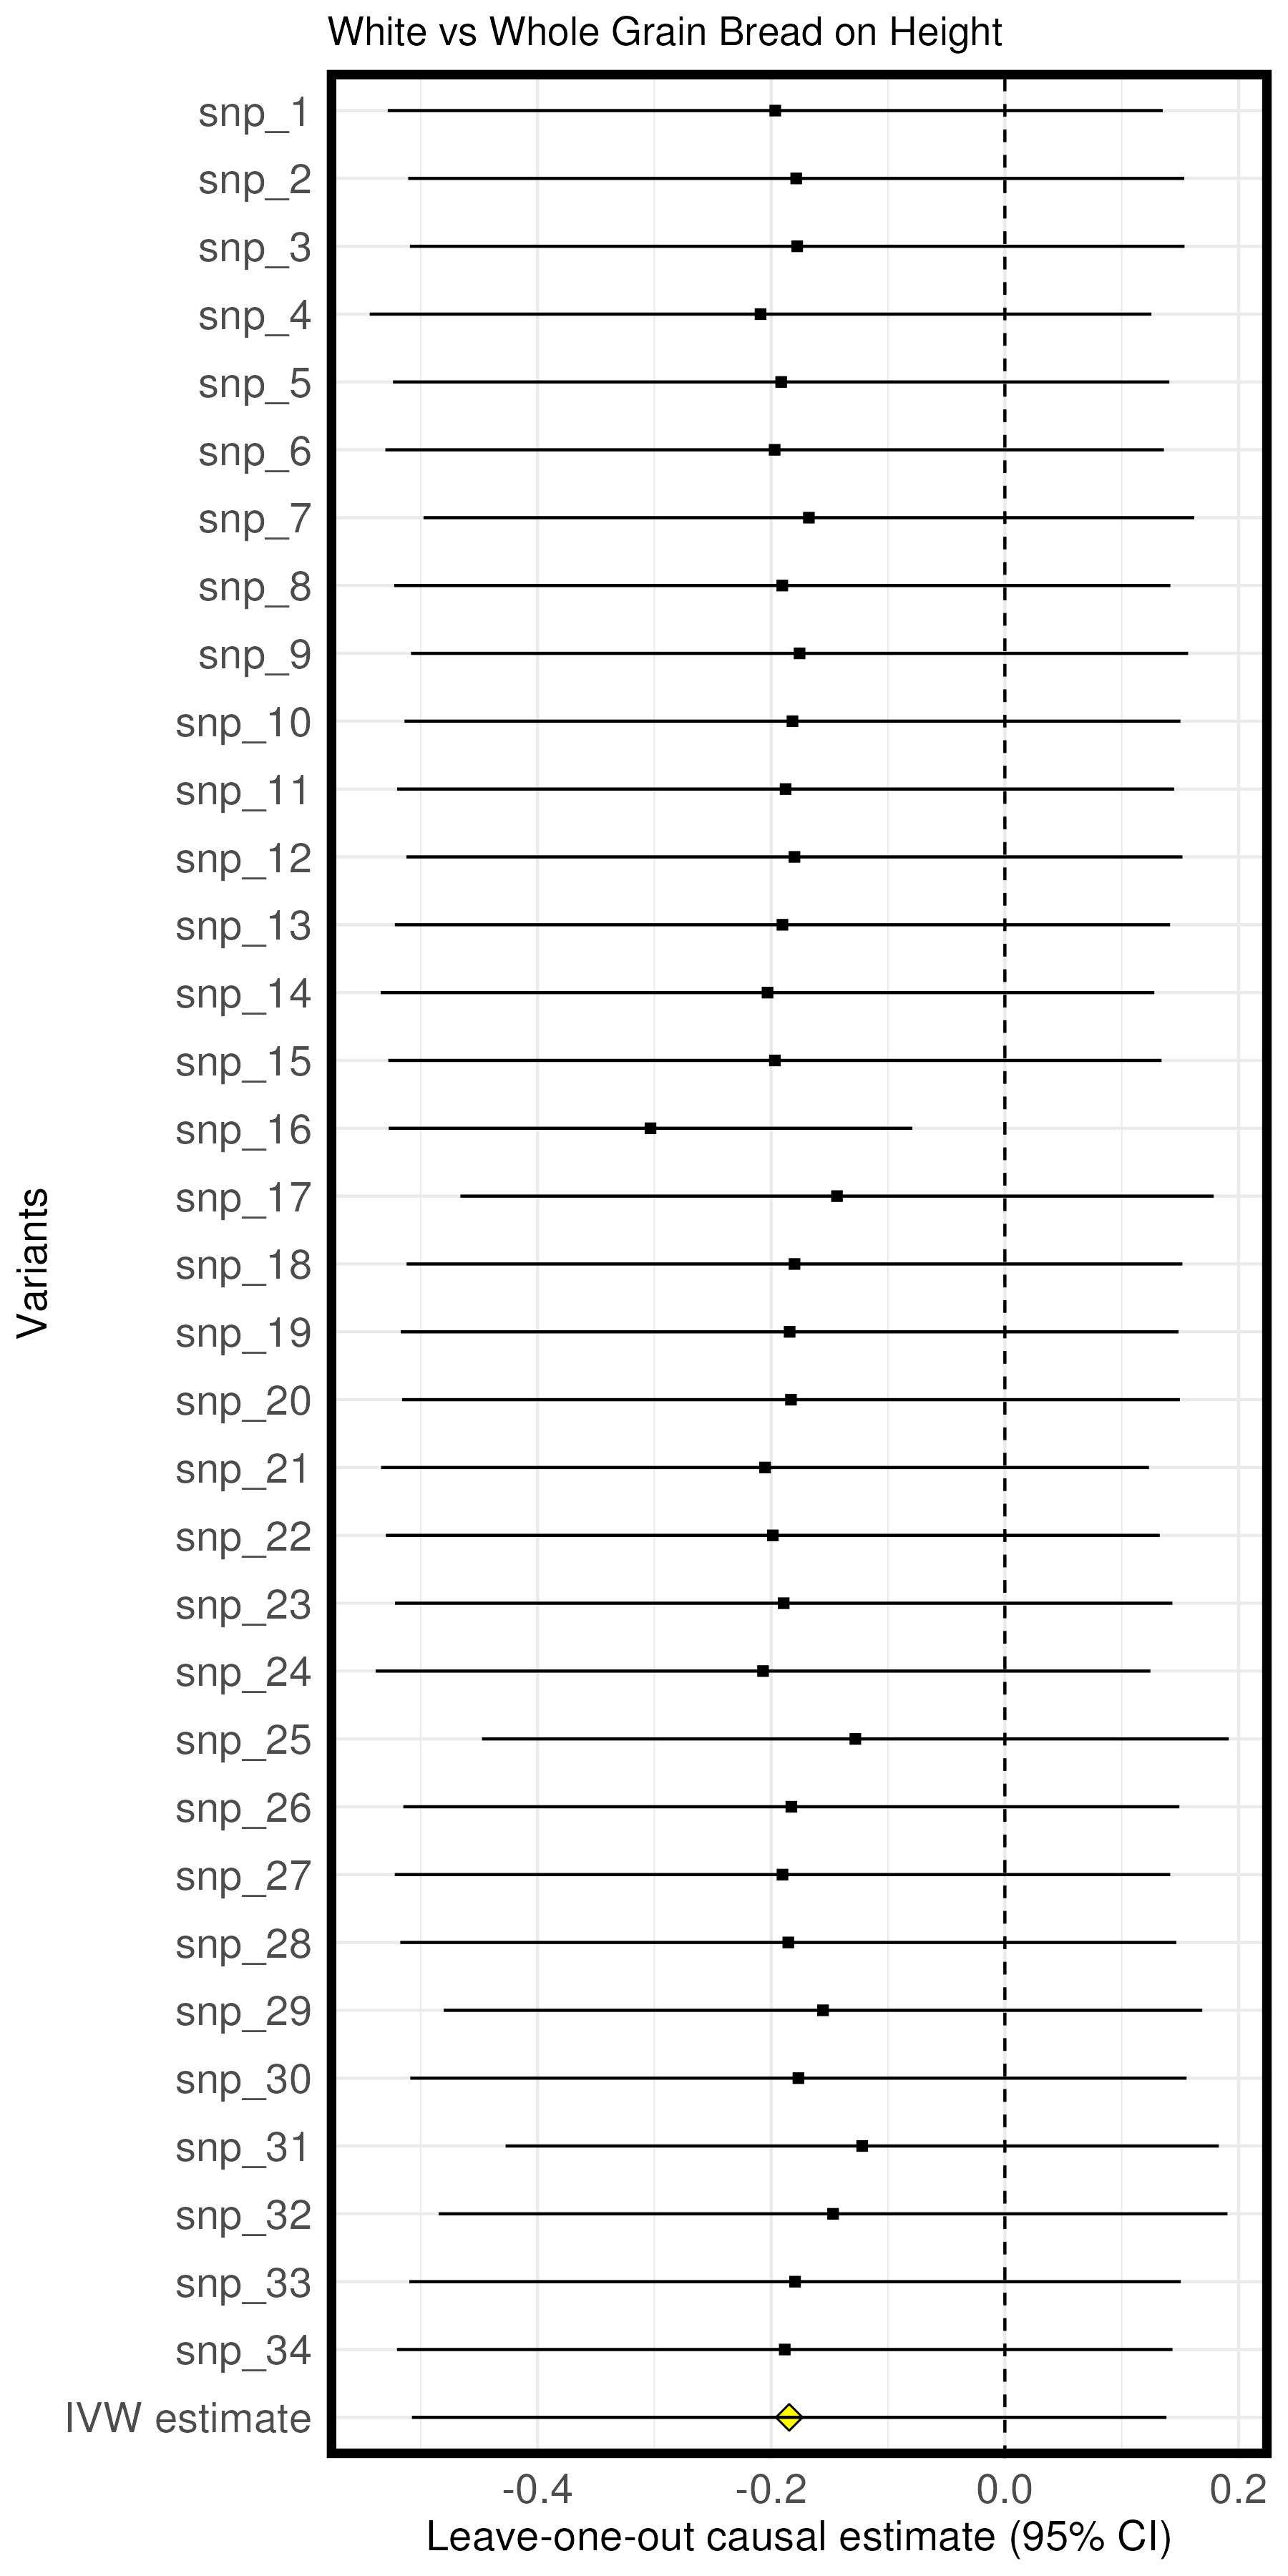 White vs Whole Grain Bread on Height
snp_1
snp_2
snp_3
snp_4
snp_5
snp_6
snp_7
snp_8
snp_9
snp_10
snp_11
snp_12
snp_13
snp_14
snp_15
snp_16
snp_17
snp_18
snp_19
snp_20
snp_21
snp_22
snp_23
snp_24
snp_25
snp_26
snp_27
snp_28
snp_29
snp_30
snp_31
snp_32
snp_33
snp_34
IVW estimate
Variants
-0.4 -0.2 0.0 0.2
Leave-one-out causal estimate (95% CI)